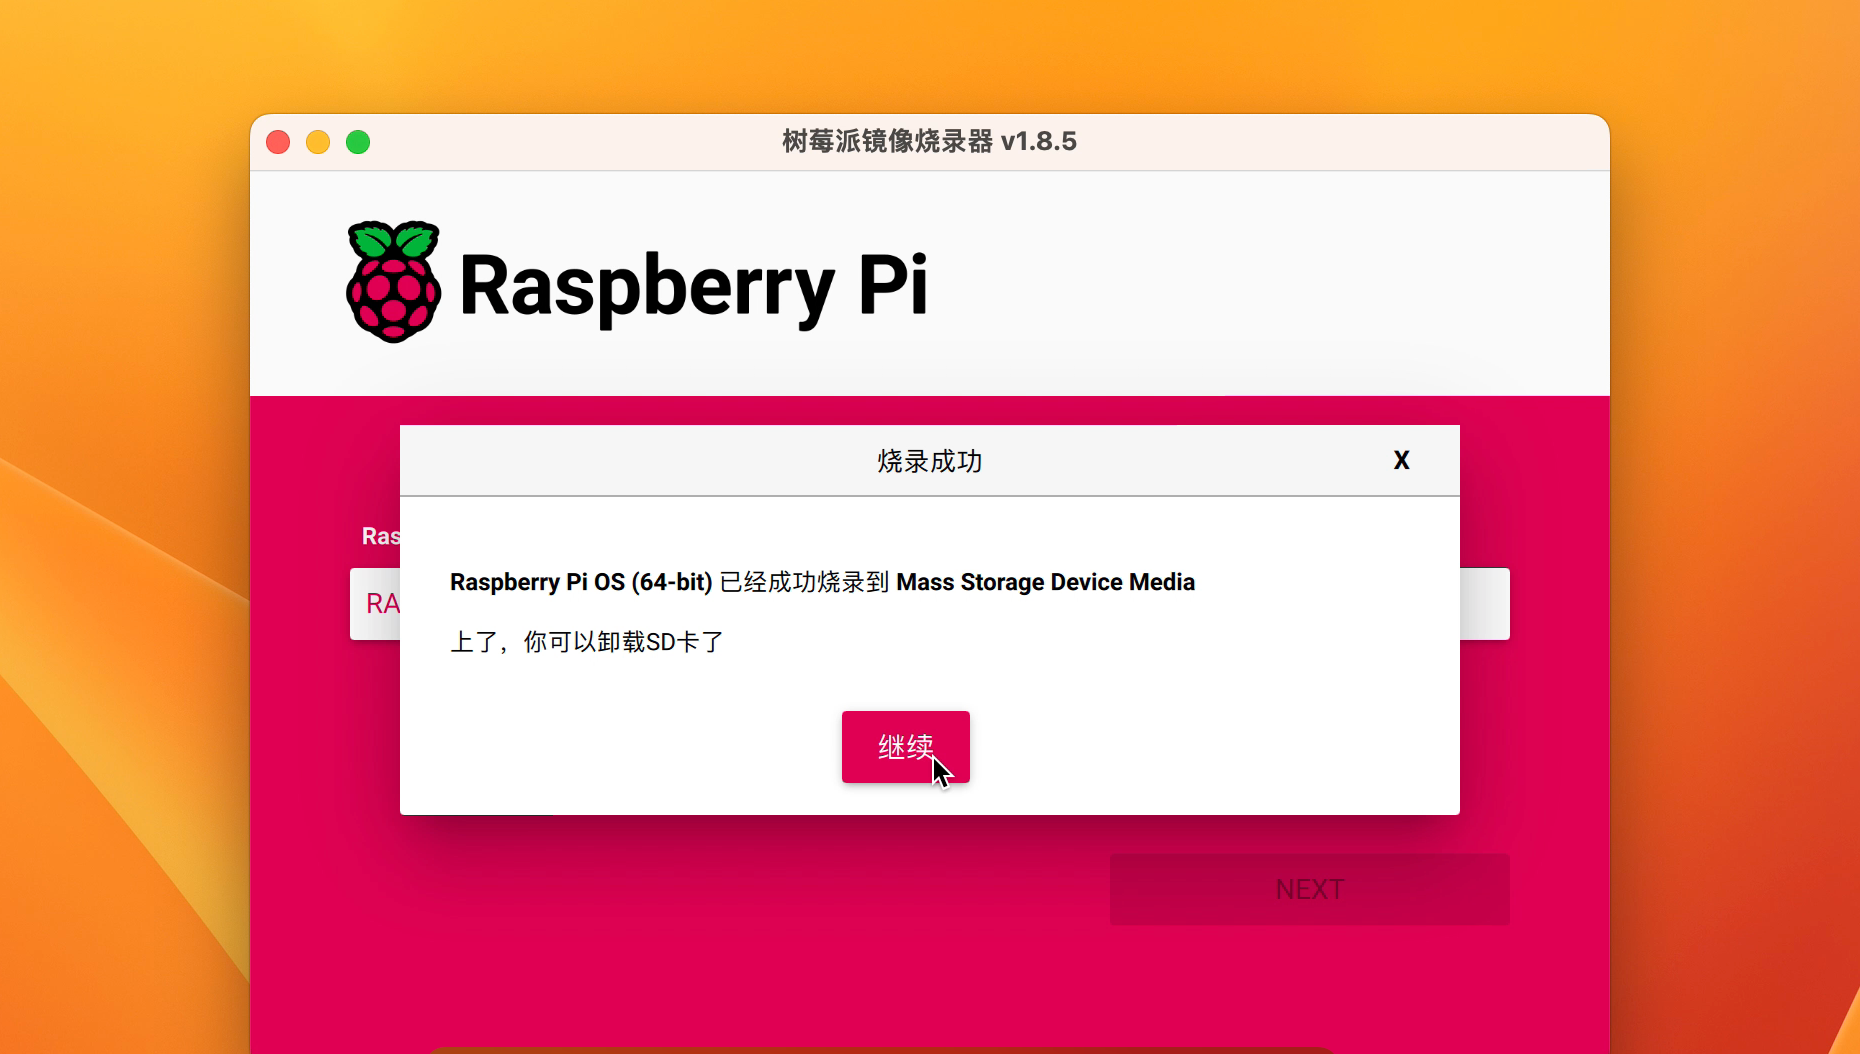 树莓派镜像烧录器 v1.8.5
Raspberry Pi
烧录成功 X
Ras
RA
Raspberry Pi OS (64-bit) 已经成功烧录到 Mass Storage Device Media
上了，你可以卸载SD卡了
继续
NEXT